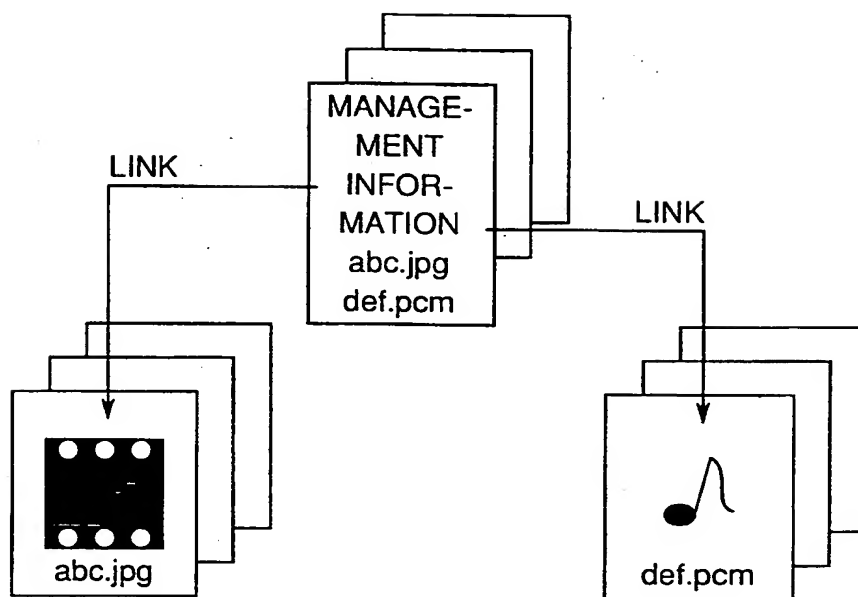 MANAGE-
MENT
INFOR-
MATION
abc.jpg
def.pcm
LINK
LINK
abc.jpg
def.pcm